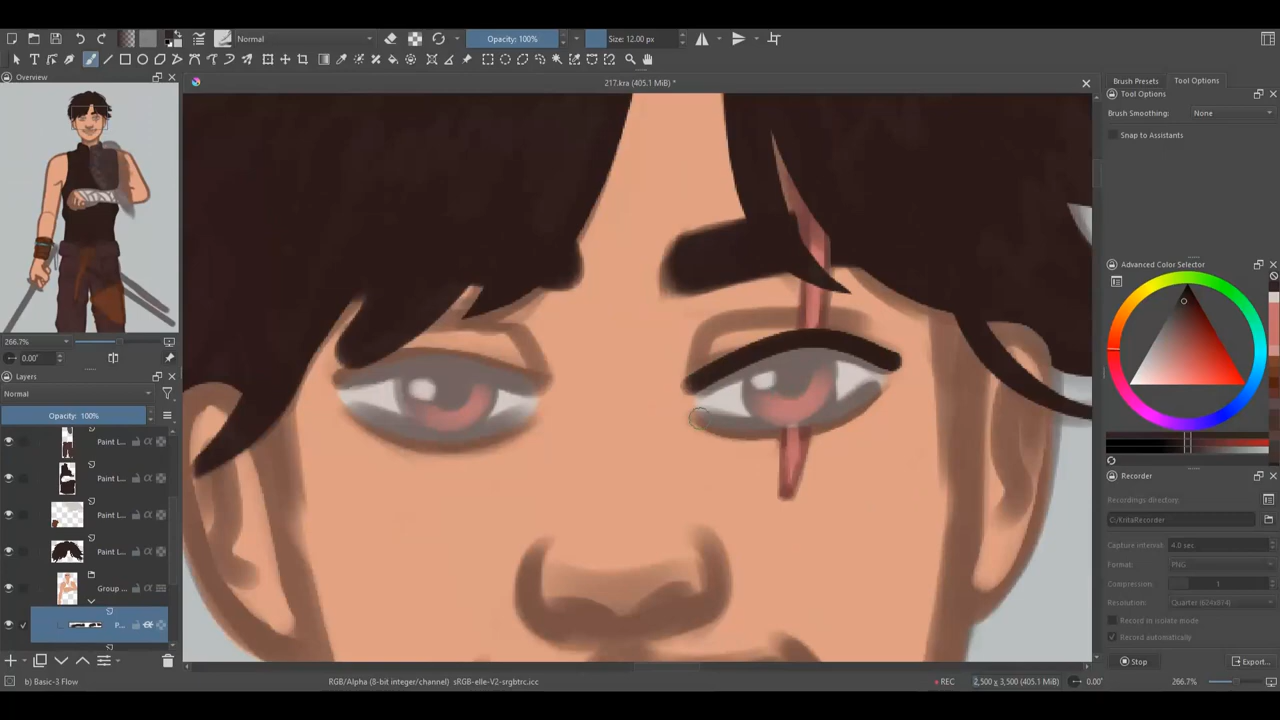 Normal
Opacity: 100%
Size: 12.00 px
Overview
217.kra (405.1 MiB) *
Brush Presets
Tool Options
Tool Options
Brush Smoothing:
None
Snap to Assistants
Advanced Color Selector
266.7%
0.00°
Layers
Normal
Opacity: 100%
Paint L...
Paint L...
Paint L...
Paint L...
Group ...
P...
Recorder
Recordings directory:
C:/KritaRecorder
Capture interval:
4.0 sec
Format:
PNG
Compression:
1
Resolution:
Quarter (624x874)
Record in isolate mode
Record automatically
Stop
Export...
b) Basic-3 Flow
RGB/Alpha (8-bit integer/channel) sRGB-elle-V2-srgbtrc.icc
REC
2,500 x 3,500 (405.1 MiB)
0.00°
266.7%